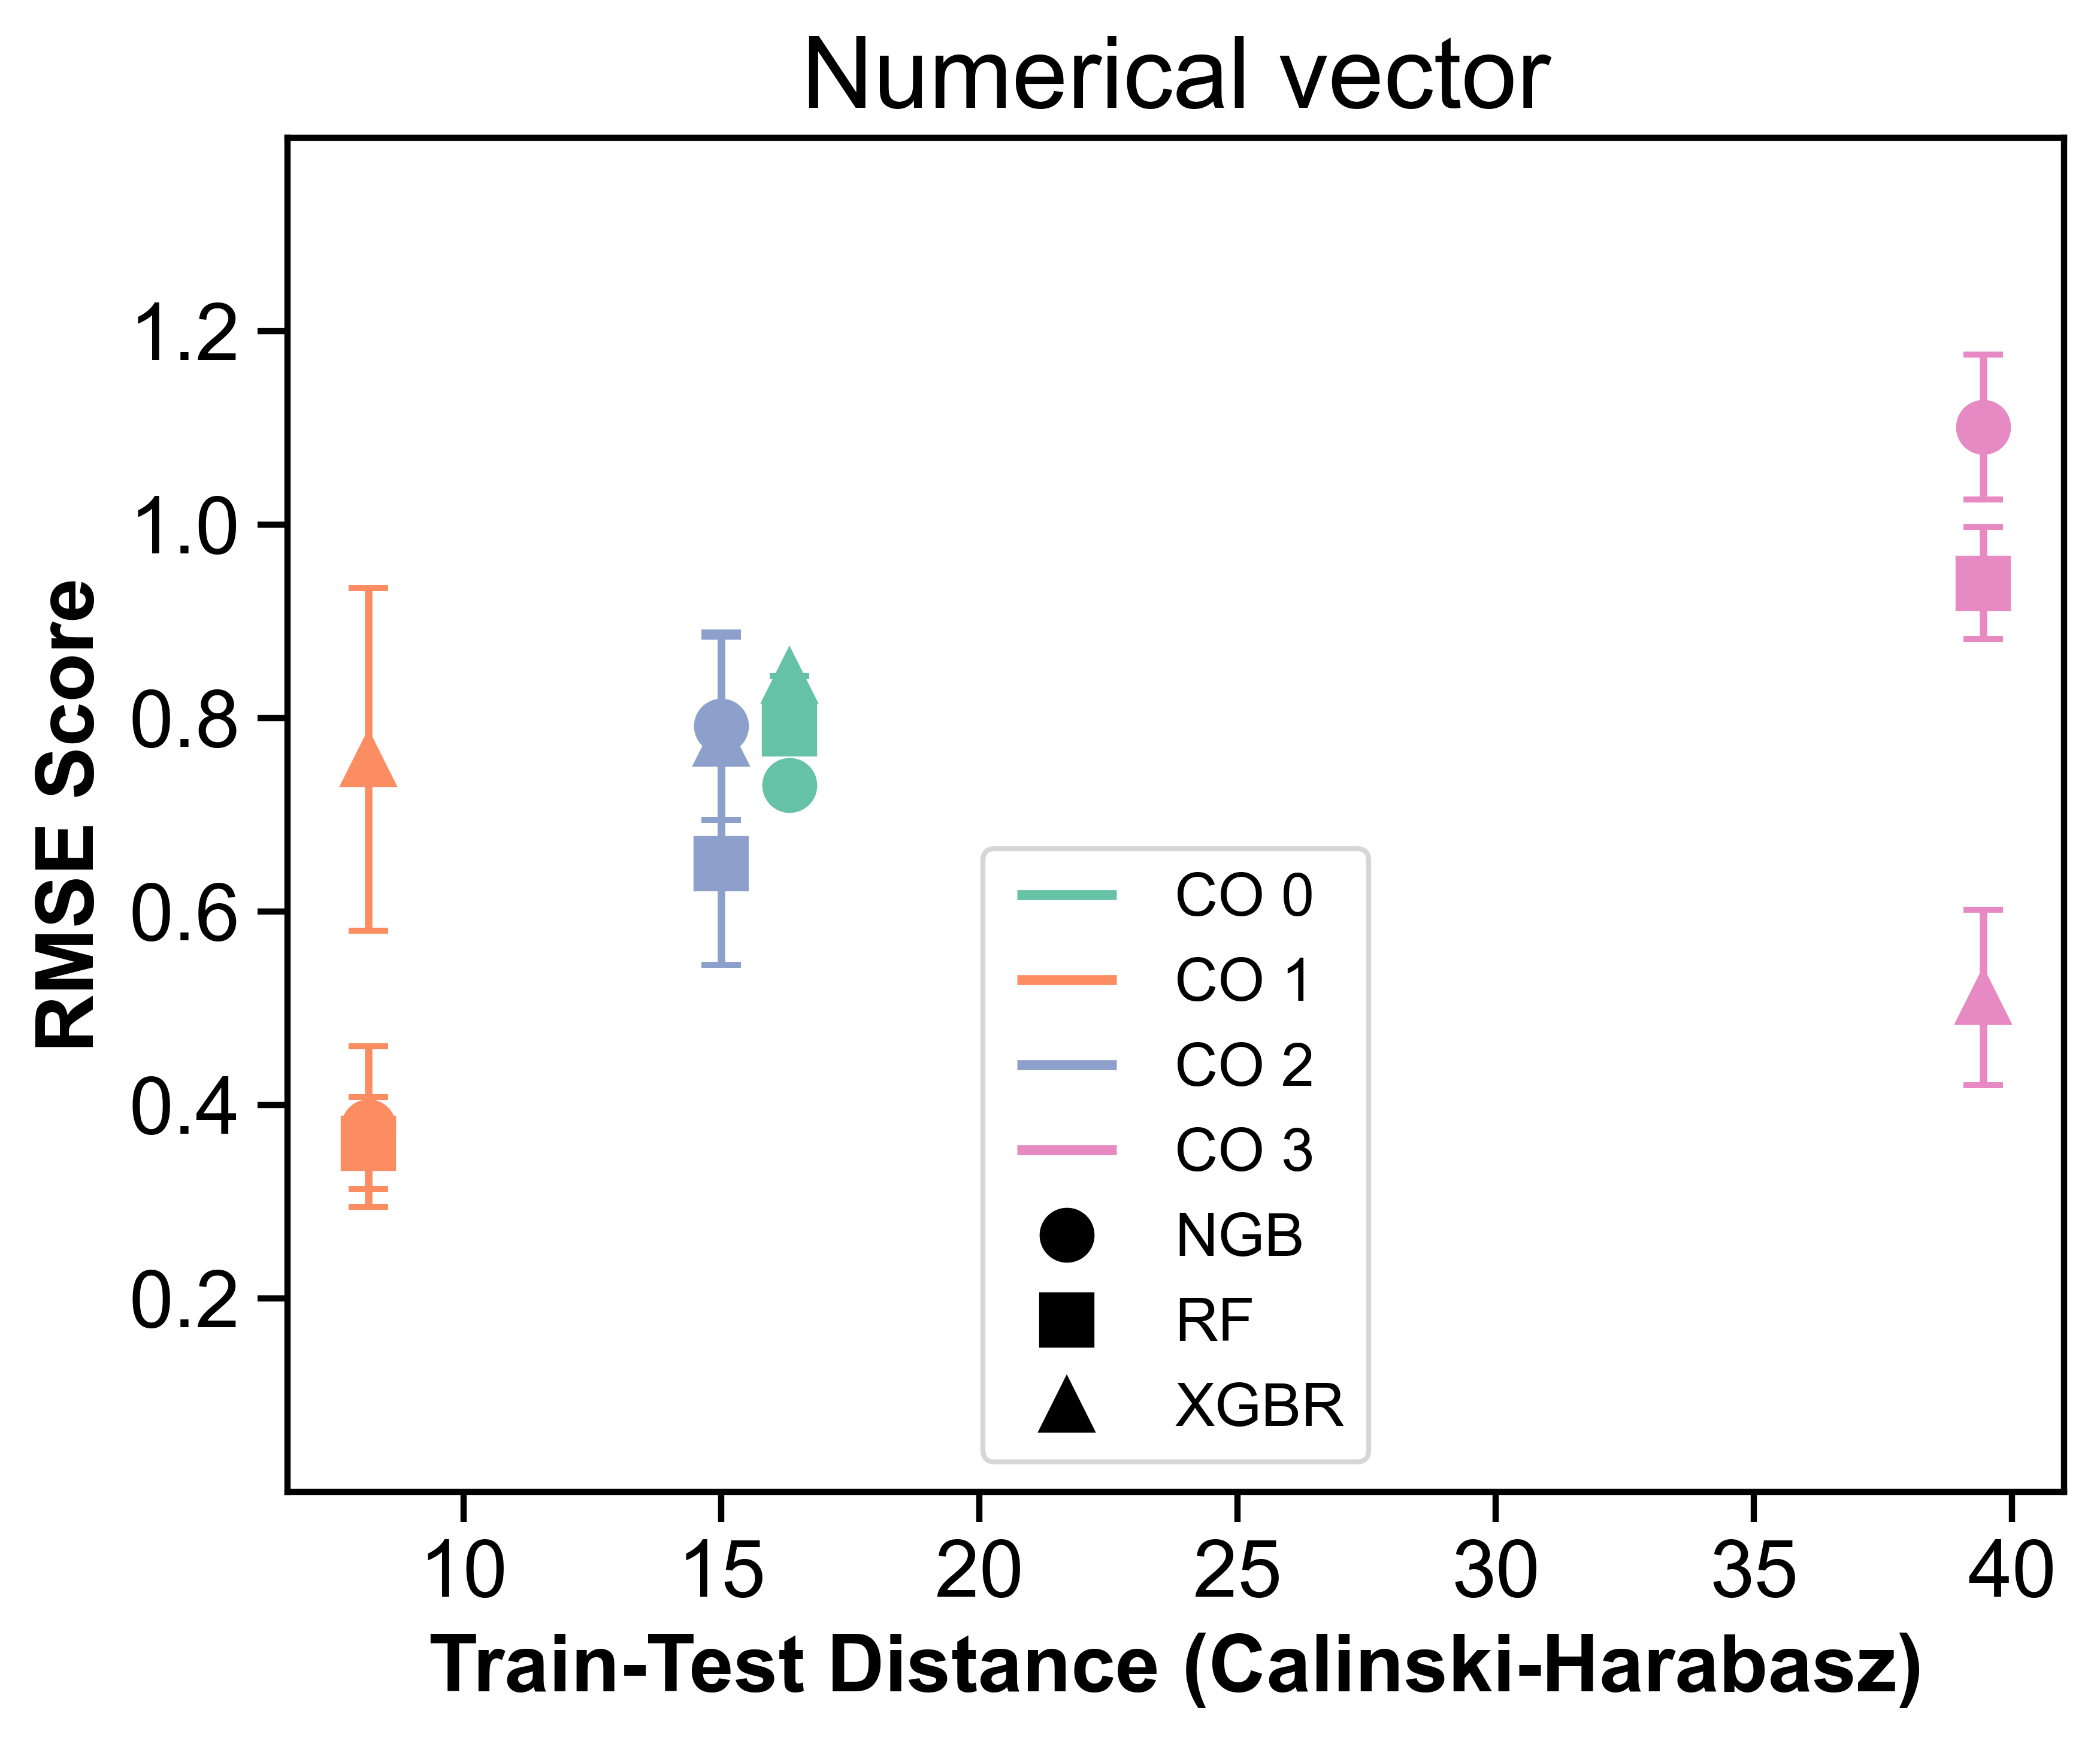 Numerical vector
RMSE Score
1.2
1.0
0.8
0.6
0.4
0.2
CO 0
CO 1
CO 2
CO 3
NGB
RF
XGBR
10 15 20 25 30 35 40
Train-Test Distance (Calinski-Harabasz)